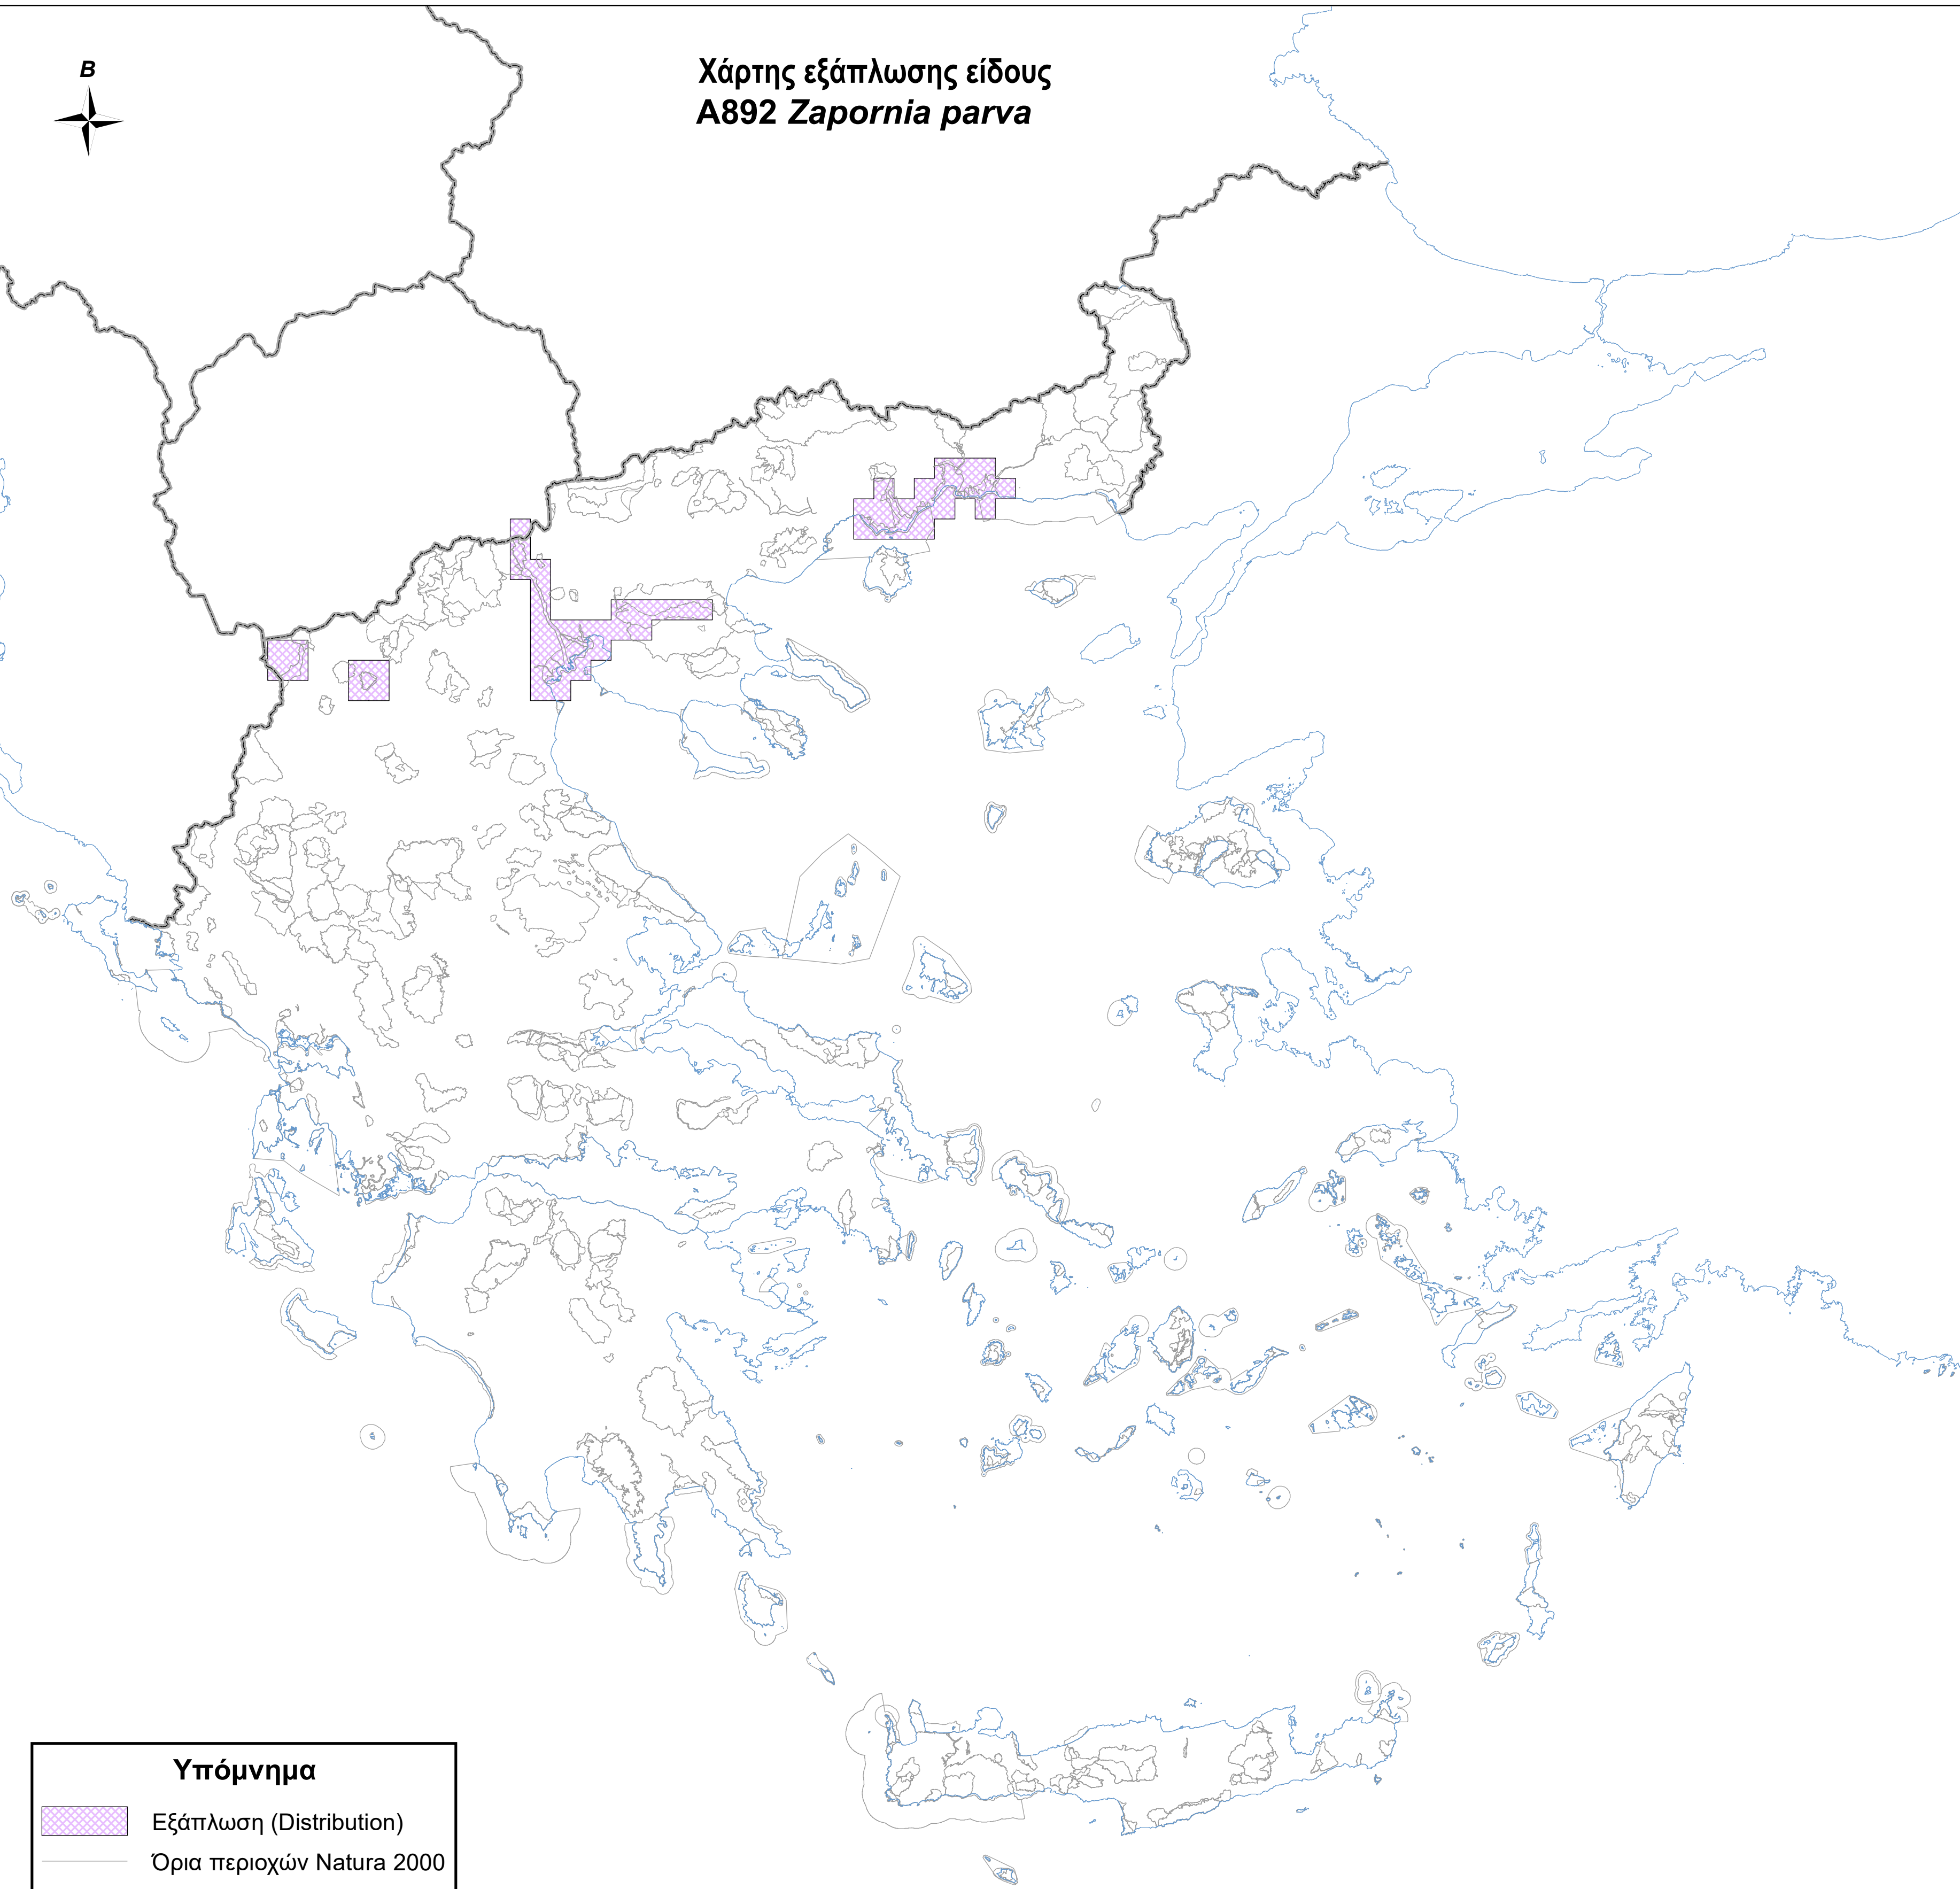 Β
Χάρτης εξάπλωσης είδους
A892 Zapornia parva
Υπόμνημα
Εξάπλωση (Distribution)
Όρια περιοχών Natura 2000